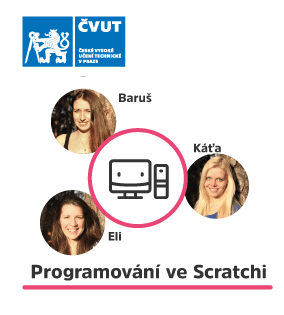 ČVUT
ČESKÉ VYSOKÉ
UČENÍ TECHNICKÉ
V PRAZE
Baruš
Káťa
Eli
Programování ve Scratchi